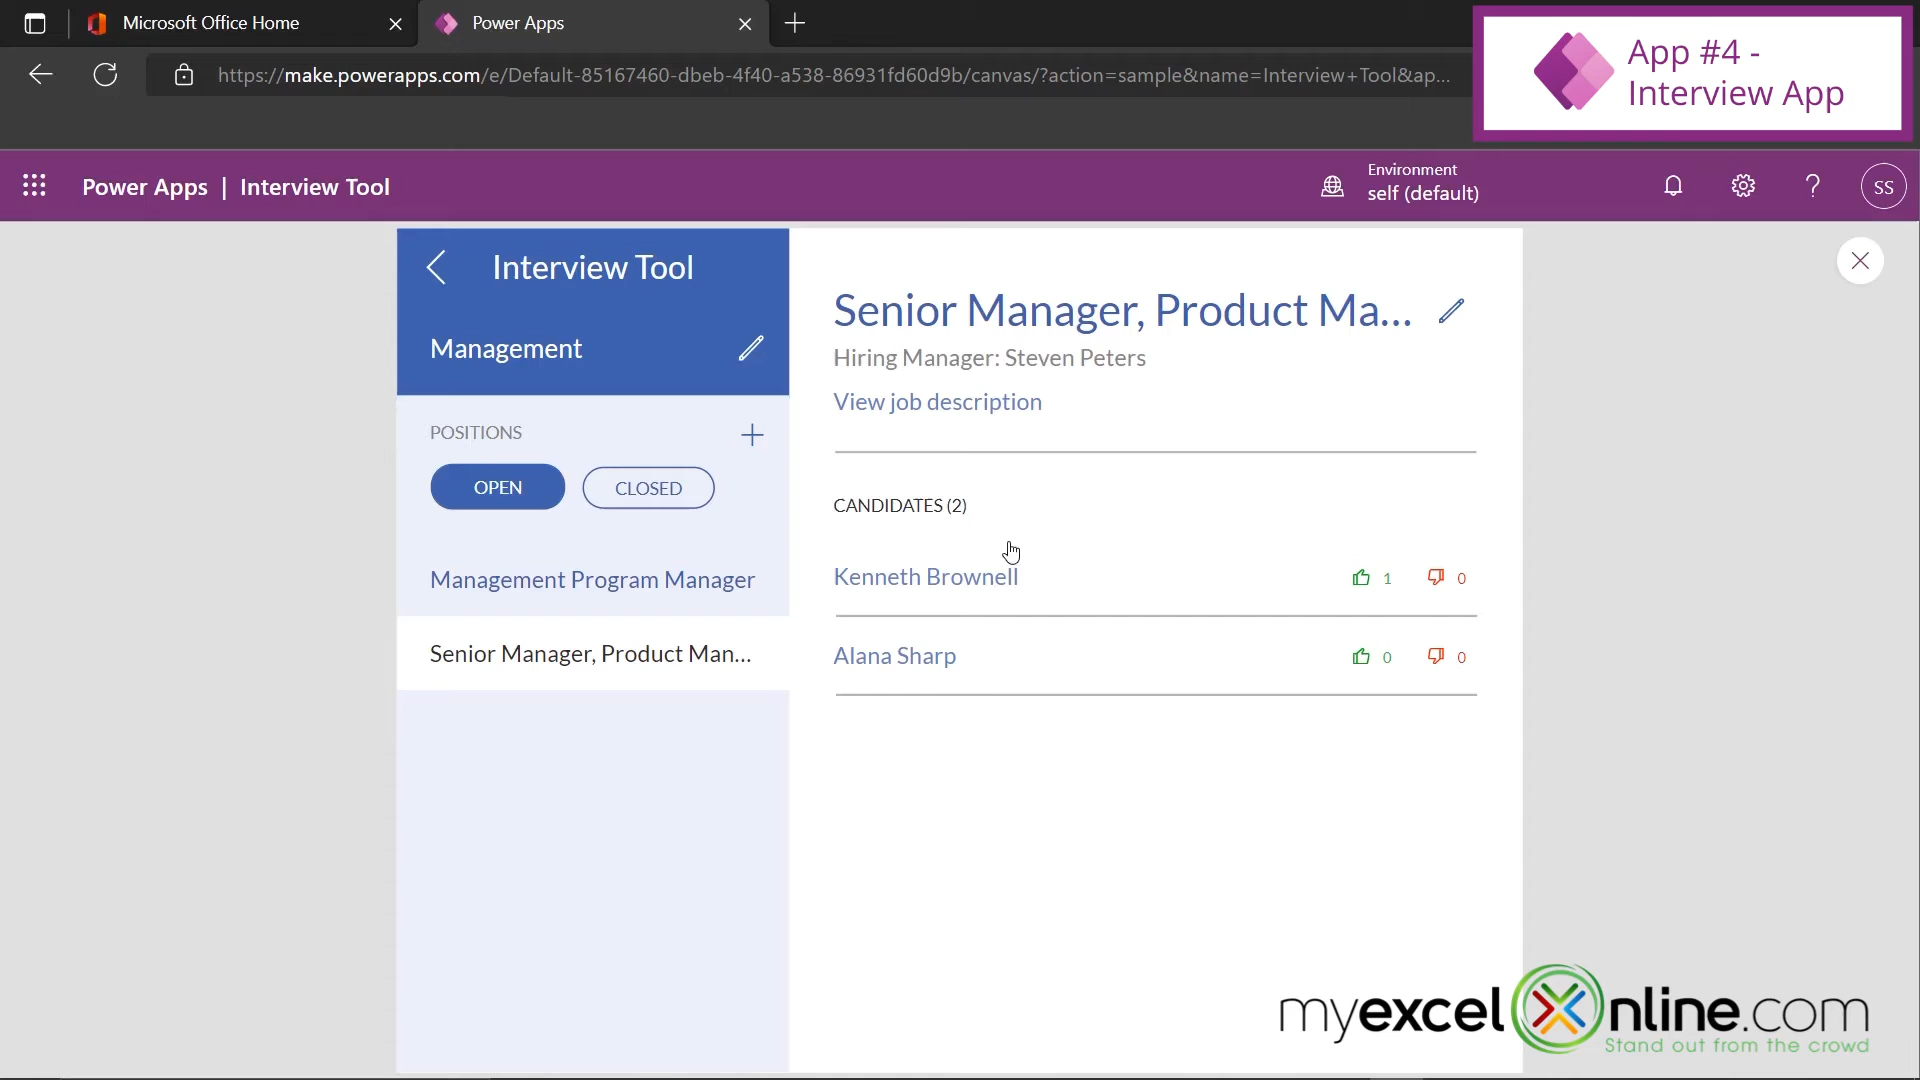 Microsoft Office Home
Power Apps
https://make.powerapps.com/e/Default-85167460-dbeb-4f40-a538-86931fd60d9b/canvas/?action=sample&name=Interview+Tool&ap...
App #4 -
Interview App
Power Apps | Interview Tool
Environment
self (default)
?
SS
Interview Tool
Management
POSITIONS
OPEN
CLOSED
Management Program Manager
Senior Manager, Product Man...
Senior Manager, Product Ma...
Hiring Manager: Steven Peters
View job description
CANDIDATES (2)
Kenneth Brownell 1 0
Alana Sharp 0 0
myexcelOnline.com
Stand out from the crowd